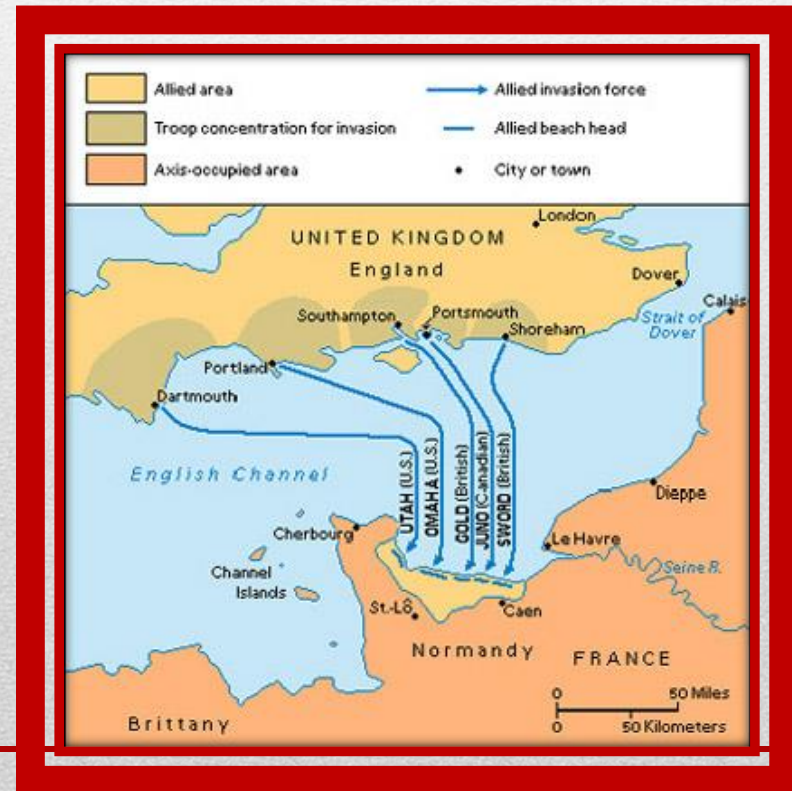 Allied area
Troop concentration for invasion
Axis-occupied area
Allied invasion force
Allied beach head
City or town
London
UNITED KINGDOM
England
Dover
Calais
Strait of
Dover
Southampton
Portsmouth
Shoreham
Portland
Dartmouth
English Channel
UTAH (U.S.)
OMAHA (U.S.)
GOLD (British)
JUNO (Canadian)
SWORD (British)
Dieppe
Cherbourg
Le Havre
Seine R.
Channel
Islands
St.-Lô
Caen
Normandy
FRANCE
Brittany
0 50 Miles
0 50 Kilometers